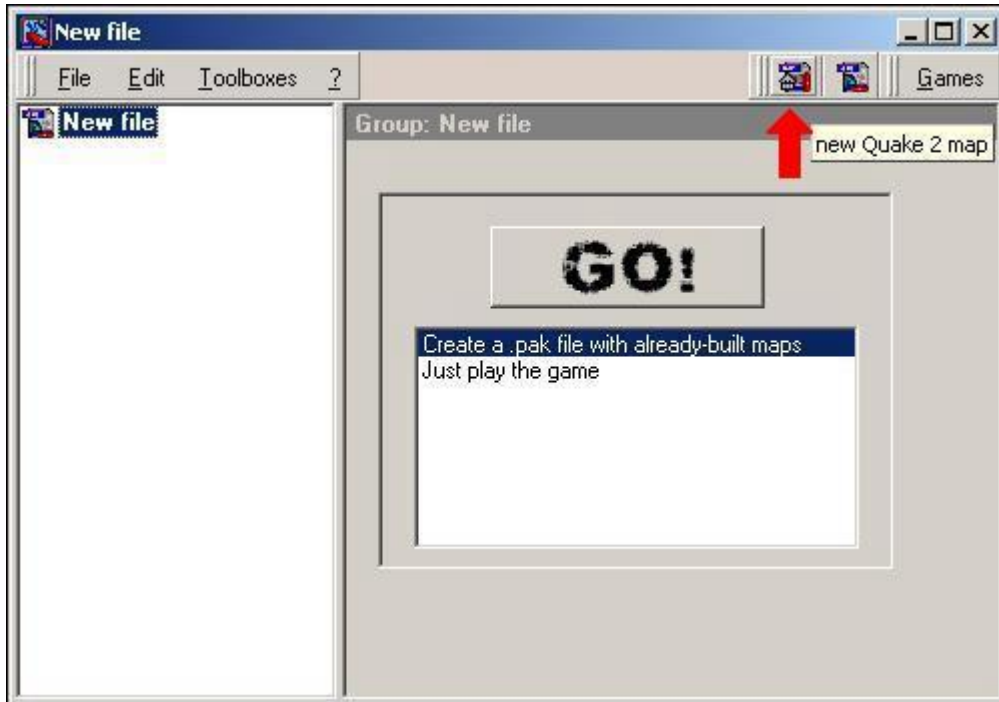 New file
File Edit Toolboxes ? Games
New file
Group: New file
new Quake 2 map
GO!
Create a .pak file with already-built maps
Just play the game